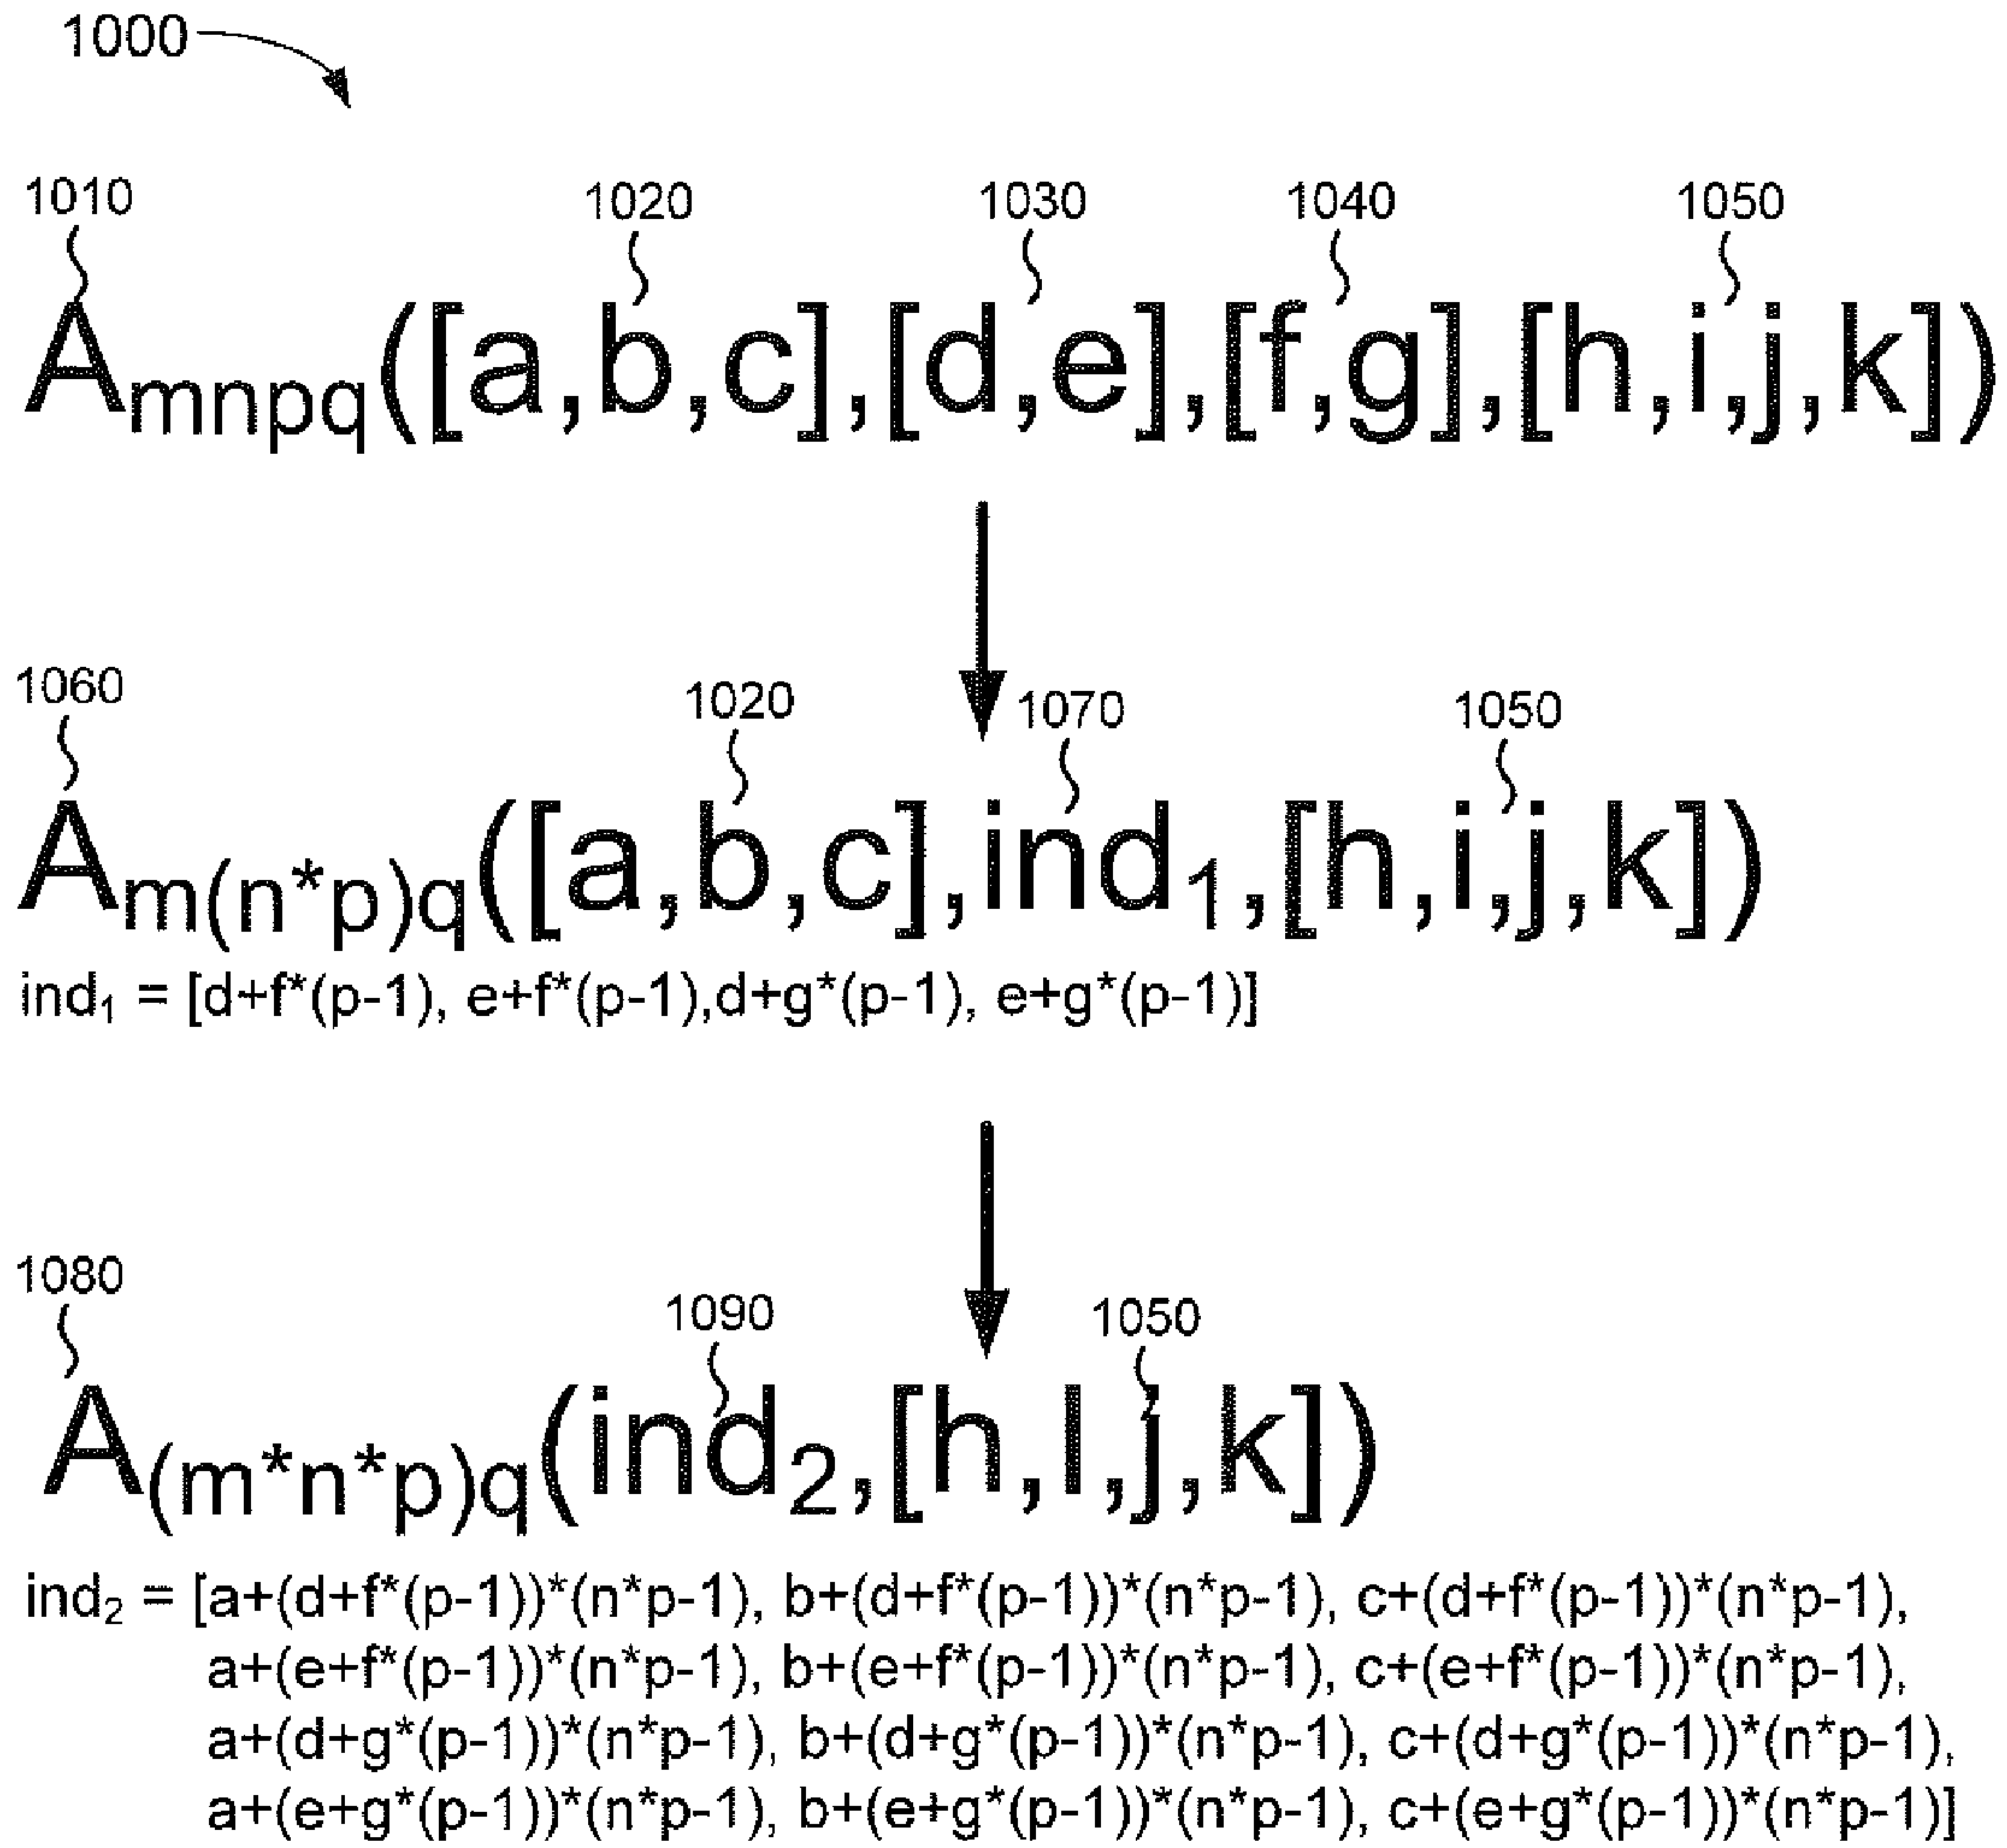 1000
1010 1020 1030 1040 1050
Amnpq([a,b,c],[d,e],[f,g],[h,i,j,k])
1060 1020 1070 1050
Am(n*p)q([a,b,c],ind1,[h,i,j,k])
ind1 = [d+f*(p-1), e+f*(p-1),d+g*(p-1), e+g*(p-1)]
1080 1090 1050
A(m*n*p)q(ind2,[h,l,j,k])
ind2 = [a+(d+f*(p-1))*(n*p-1), b+(d+f*(p-1))*(n*p-1), c+(d+f*(p-1))*(n*p-1),
a+(e+f*(p-1))*(n*p-1), b+(e+f*(p-1))*(n*p-1), c+(e+f*(p-1))*(n*p-1),
a+(d+g*(p-1))*(n*p-1), b+(d+g*(p-1))*(n*p-1), c+(d+g*(p-1))*(n*p-1),
a+(e+g*(p-1))*(n*p-1), b+(e+g*(p-1))*(n*p-1), c+(e+g*(p-1))*(n*p-1)]